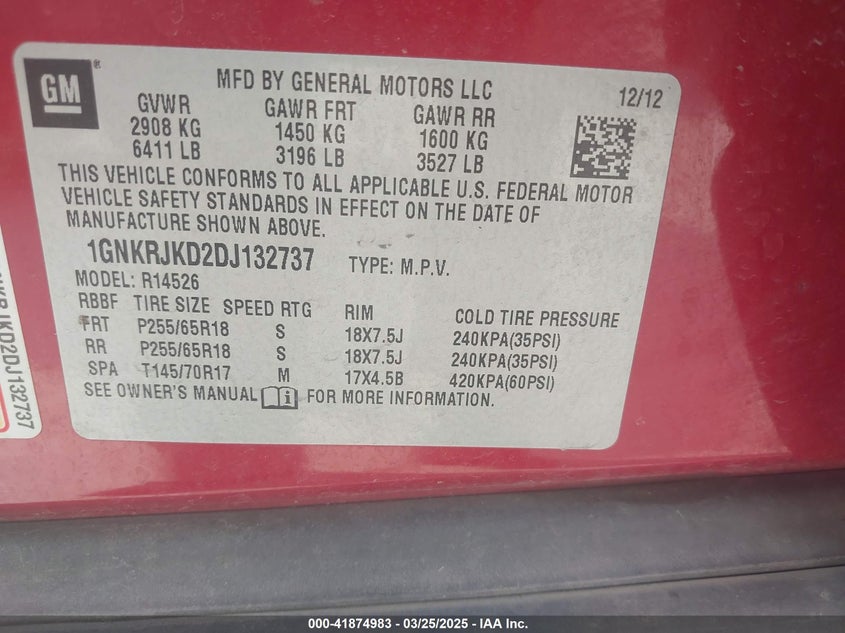 GM
®
MFD BY GENERAL MOTORS LLC
12/12
GVWR GAWR FRT GAWR RR
2908 KG 1450 KG 1600 KG
6411 LB 3196 LB 3527 LB
THIS VEHICLE CONFORMS TO ALL APPLICABLE U.S. FEDERAL MOTOR
VEHICLE SAFETY STANDARDS IN EFFECT ON THE DATE OF
MANUFACTURE SHOWN ABOVE.
1GNKRJKD2DJ132737 TYPE: M.P.V.
MODEL: R14526
RBBF TIRE SIZE SPEED RTG RIM COLD TIRE PRESSURE
FRT P255/65R18 S 18X7.5J 240KPA(35PSI)
RR P255/65R18 S 18X7.5J 240KPA(35PSI)
SPA T145/70R17 M 17X4.5B 420KPA(60PSI)
SEE OWNER'S MANUAL i FOR MORE INFORMATION.
KRJKD2DJ132737
000-41874983 - 03/25/2025 - © IAA Inc.